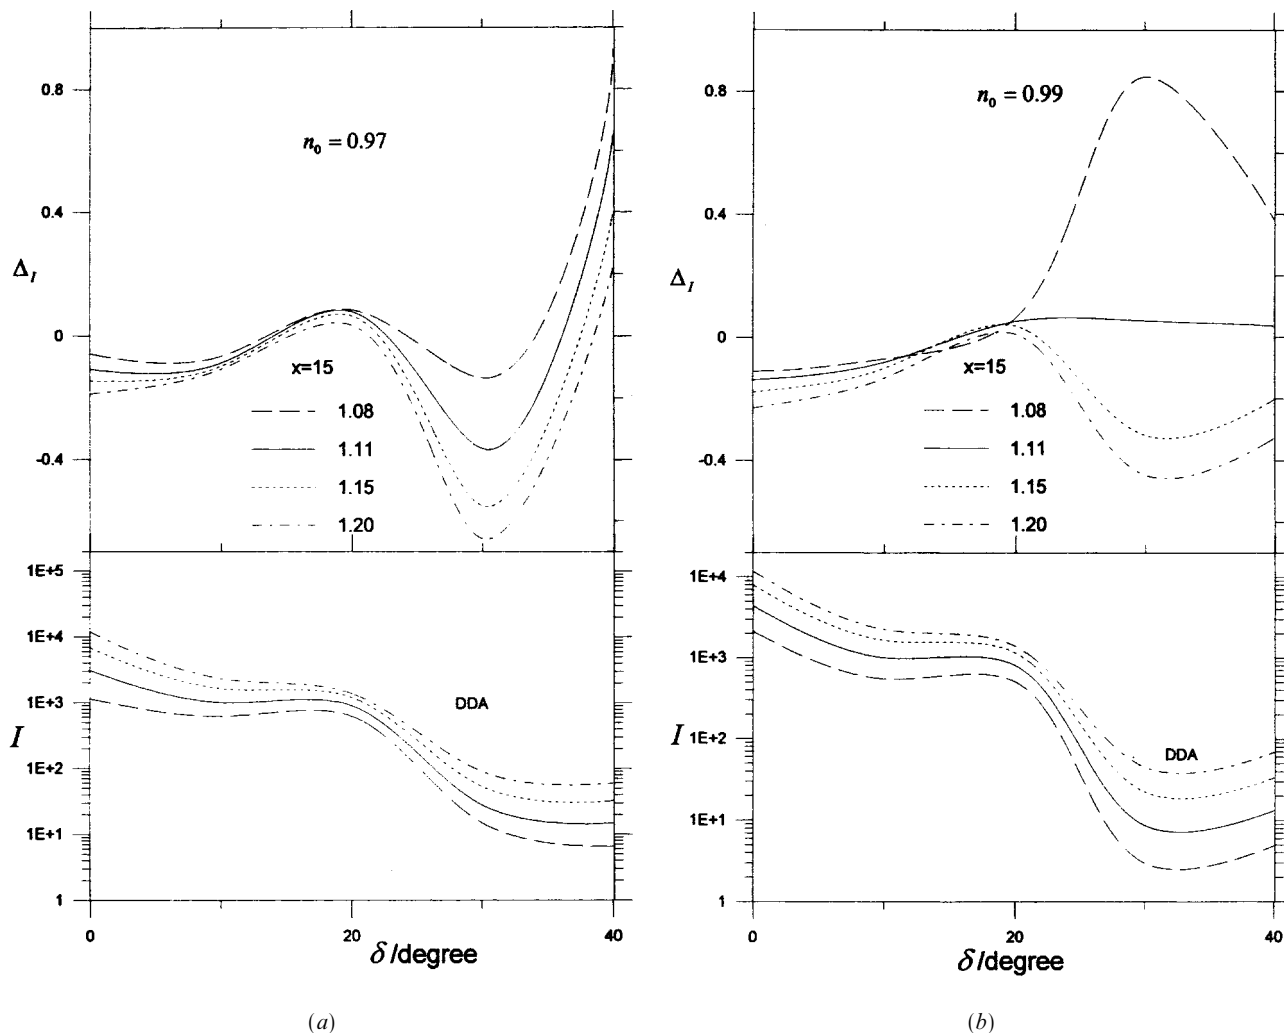 0.8
n₀ = 0.97
0.4
Δ_I
0
x=15
1.08
1.11
-0.4
1.15
1.20
1E+5
1E+4
1E+3
DDA
I
1E+2
1E+1
1
0
20
40
δ/degree
(a)
0.8
n₀ = 0.99
0.4
Δ_I
0
x=15
1.08
1.11
-0.4
1.15
1.20
1E+4
1E+3
1E+2
I
DDA
1E+1
1
0
20
40
δ/degree
(b)